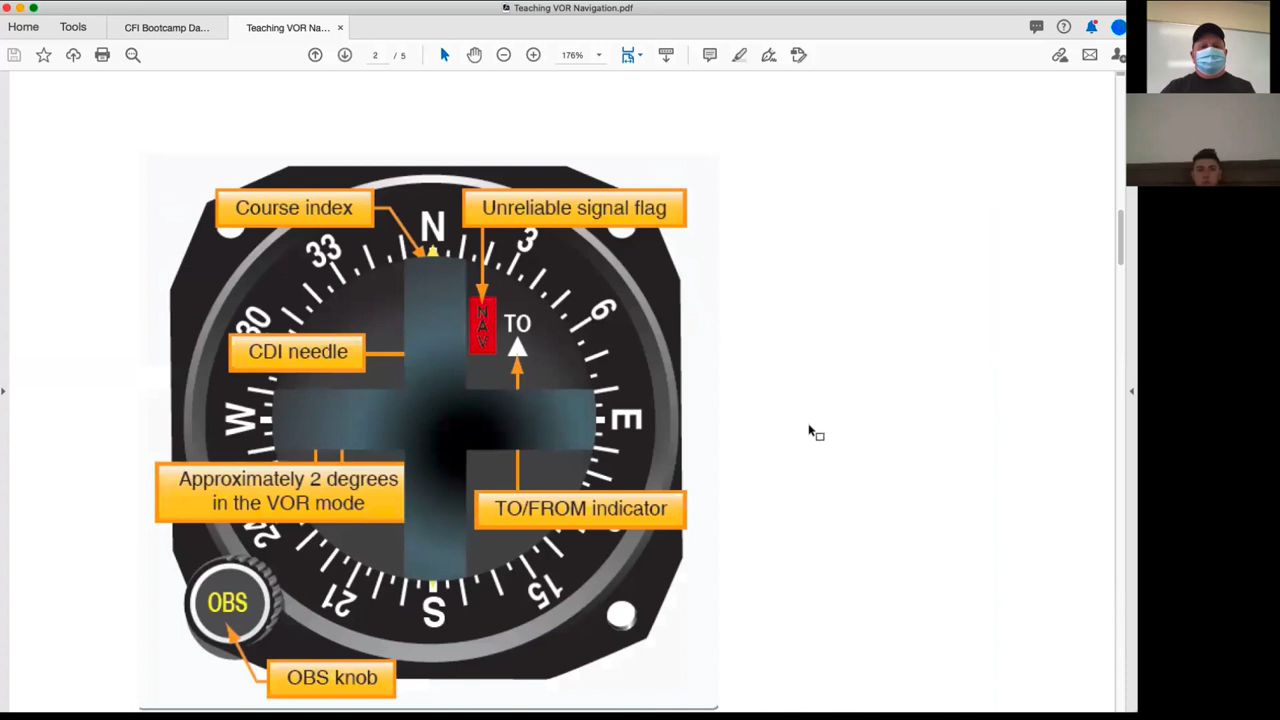 Teaching VOR Navigation.pdf
Home
Tools
CFI Bootcamp Da...
Teaching VOR Na...
2 / 5
176%
Course index
Unreliable signal flag
N
33
3
30
6
NAV
TO
CDI needle
W
E
Approximately 2 degrees
in the VOR mode
TO/FROM indicator
24
21
S
15
OBS
OBS knob